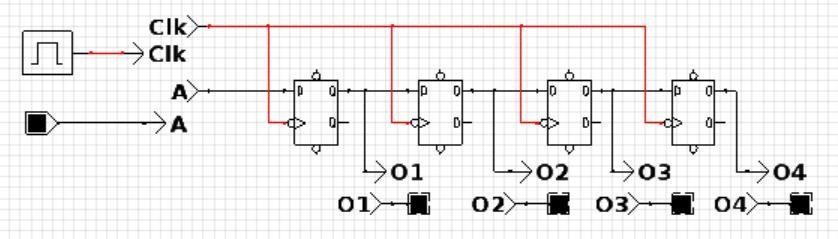 Clk
Clk
A
D Q D Q D Q D Q
A
Q Q Q Q
O1 O2 O3 O4
O1 O2 O3 O4